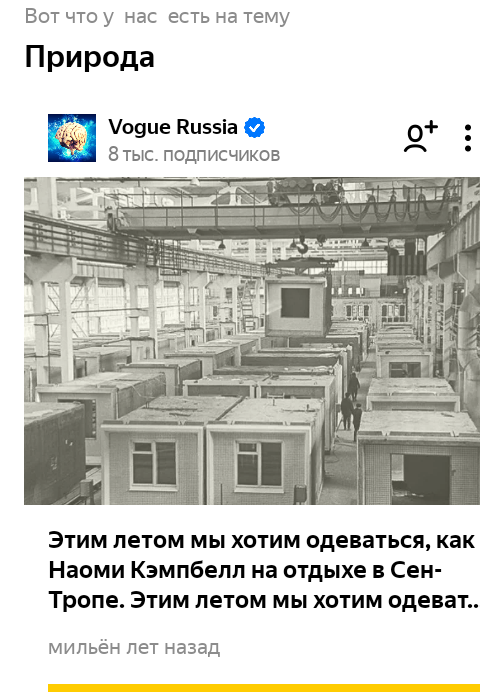 Вот что у нас есть на тему
Природа
Vogue Russia
8 тыс. подписчиков
Этим летом мы хотим одеваться, как
Наоми Кэмпбелл на отдыхе в Сен-
Тропе. Этим летом мы хотим одеват..
мильён лет назад